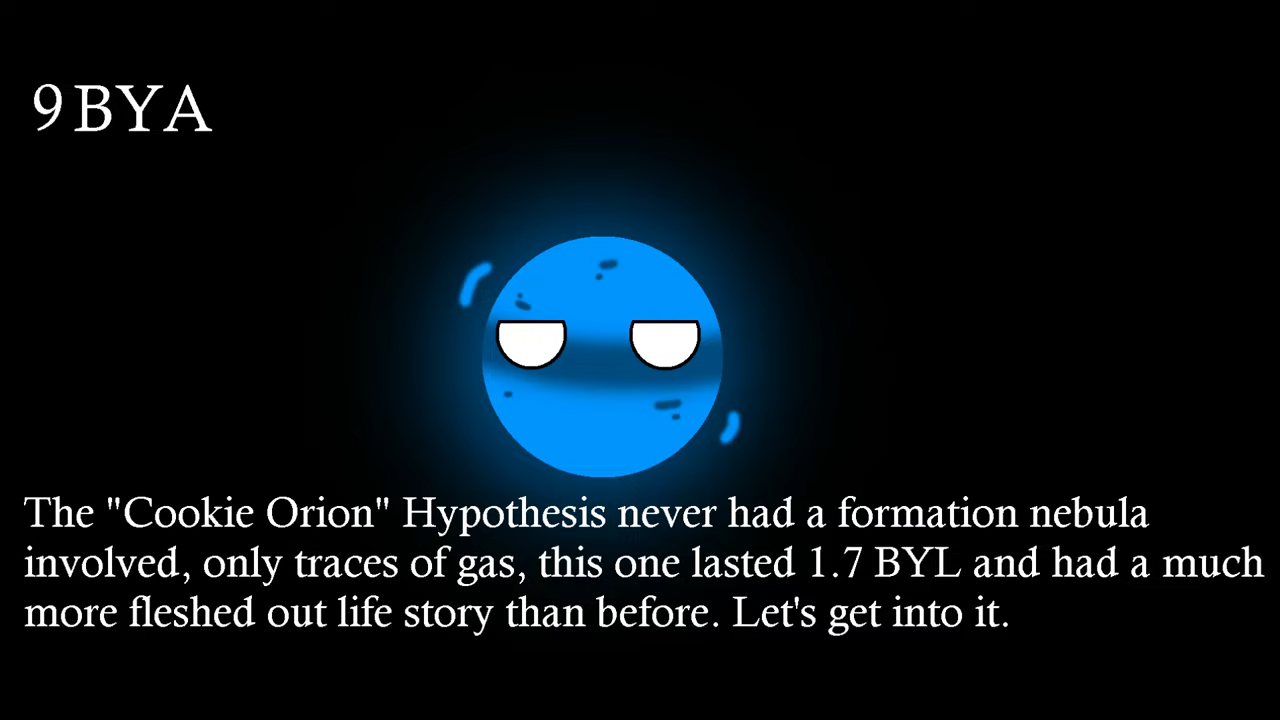 9BYA
The "Cookie Orion" Hypothesis never had a formation nebula
involved, only traces of gas, this one lasted 1.7 BYL and had a much
more fleshed out life story than before. Let's get into it.